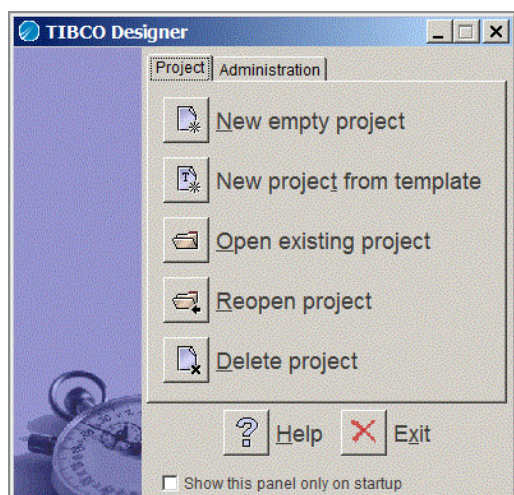 TIBCO Designer
Project Administration
New empty project
New project from template
Open existing project
Reopen project
Delete project
Help Exit
Show this panel only on startup